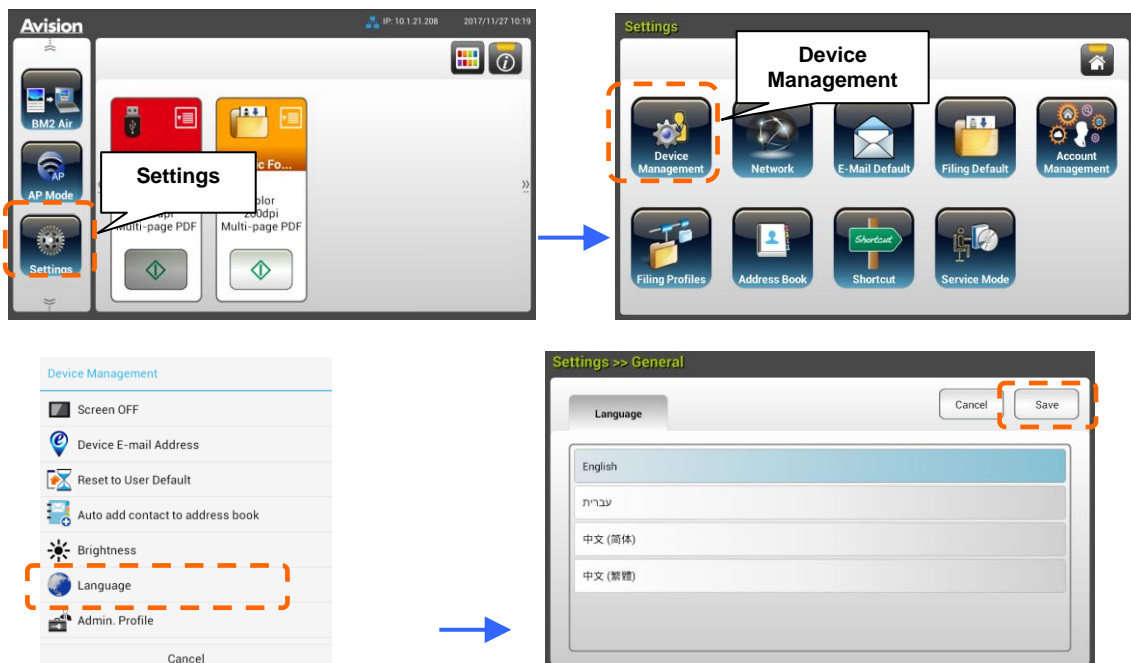 Avision
IP: 10.1.21.208
2017/11/27 10:19
BM2 Air
AP
AP Mode
Settings
Settings
ic Fo...
olor
200dpi
Multi-page PDF
Multi-page PDF
Settings
Device
Management
Device
Management
Network
E-Mail Default
Filing Default
Account
Management
Filing Profiles
Address Book
Shortcut
Shortcut
Service Mode
Device Management
Screen OFF
Device E-mail Address
Reset to User Default
Auto add contact to address book
Brightness
Language
Admin. Profile
Cancel
Settings >> General
Language
Cancel
Save
English
עברית
中文 (简体)
中文 (繁體)